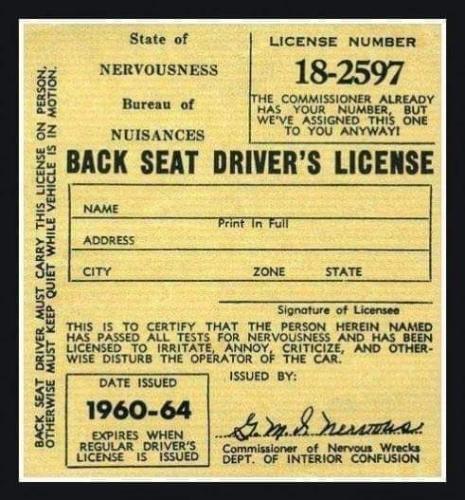 State of
NERVOUSNESS
Bureau of
NUISANCES
LICENSE NUMBER
18-2597
THE COMMISSIONER ALREADY
HAS YOUR NUMBER, BUT
WE'VE ASSIGNED THIS ONE
TO YOU ANYWAY!
BACK SEAT DRIVER'S LICENSE
NAME
Print In Full
ADDRESS
CITY ZONE STATE
Signature of Licensee
THIS IS TO CERTIFY THAT THE PERSON HEREIN NAMED
HAS PASSED ALL TESTS FOR NERVOUSNESS AND HAS BEEN
LICENSED TO IRRITATE, ANNOY, CRITICIZE, AND OTHER-
WISE DISTURB THE OPERATOR OF THE CAR.
DATE ISSUED
1960-64
EXPIRES WHEN
REGULAR DRIVER'S
LICENSE IS ISSUED
ISSUED BY:
G. M. I. Nervous
Commissioner of Nervous Wrecks
DEPT. OF INTERIOR CONFUSION
BACK SEAT DRIVER MUST CARRY THIS LICENSE ON PERSON,
OTHERWISE MUST KEEP QUIET WHILE VEHICLE IS IN MOTION.